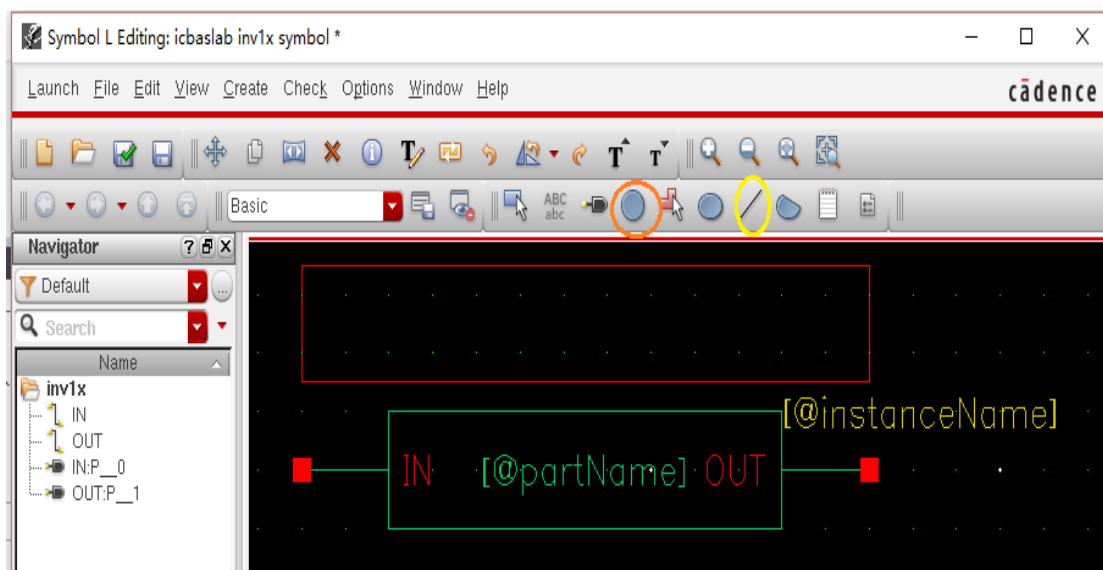 Symbol L Editing: icbaslab inv1x symbol *
Launch File Edit View Create Check Options Window Help cādence
T T T
Basic ABC abc
Navigator ?
Default ...
Search
Name
inv1x
IN
OUT
IN:P__0
OUT:P__1
[@instanceName]
IN [@partName] OUT